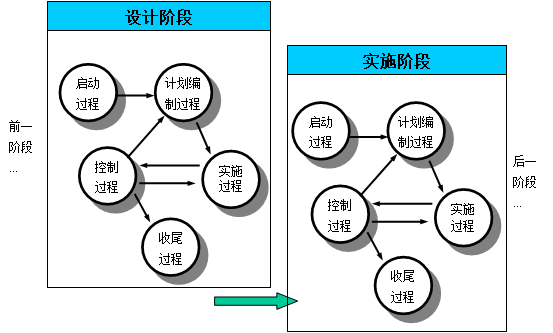 设计阶段
启动
过程
计划编
制过程
控制
过程
实施
过程
收尾
过程
前一
阶段
...
实施阶段
启动
过程
计划编
制过程
控制
过程
实施
过程
收尾
过程
后一
阶段
...